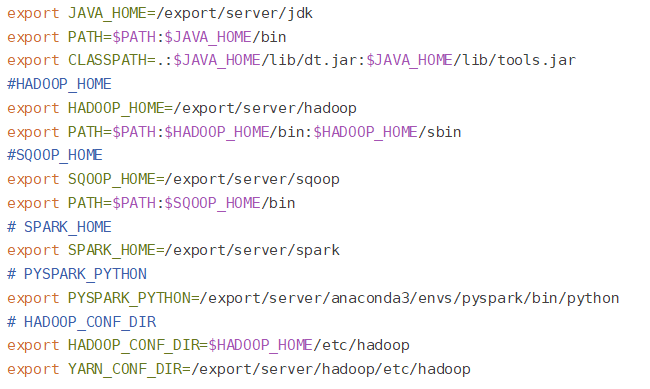 export JAVA_HOME=/export/server/jdk
export PATH=$PATH:$JAVA_HOME/bin
export CLASSPATH=.:$JAVA_HOME/lib/dt.jar:$JAVA_HOME/lib/tools.jar
#HADOOP_HOME
export HADOOP_HOME=/export/server/hadoop
export PATH=$PATH:$HADOOP_HOME/bin:$HADOOP_HOME/sbin
#SQOOP_HOME
export SQOOP_HOME=/export/server/sqoop
export PATH=$PATH:$SQOOP_HOME/bin
# SPARK_HOME
export SPARK_HOME=/export/server/spark
# PYSPARK_PYTHON
export PYSPARK_PYTHON=/export/server/anaconda3/envs/pyspark/bin/python
# HADOOP_CONF_DIR
export HADOOP_CONF_DIR=$HADOOP_HOME/etc/hadoop
export YARN_CONF_DIR=/export/server/hadoop/etc/hadoop